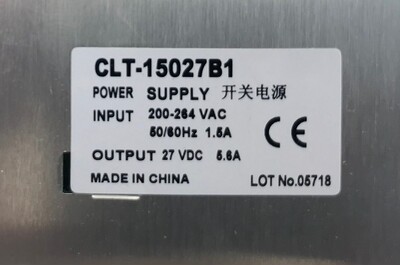 CLT-15027B1
POWER SUPPLY 开关电源
INPUT 200-264 VAC
50/60Hz 1.5A
CE
OUTPUT 27 VDC 5.6A
MADE IN CHINA LOT No.05718